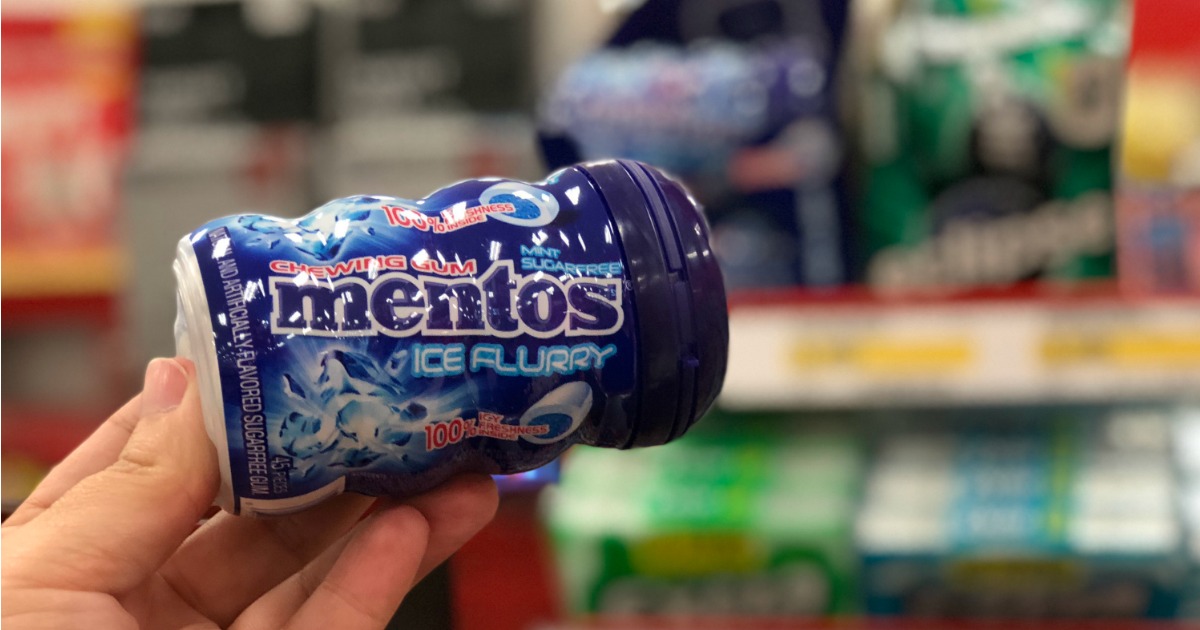 100% FRESHNESS
INSIDE
MINT
SUGARFREE
CHEWING GUM
mentos
ICE FLURRY
100% ICY
FRESHNESS
INSIDE
AND ARTIFICIALLY FLAVORED SUGARFREE GUM
45 PIECES